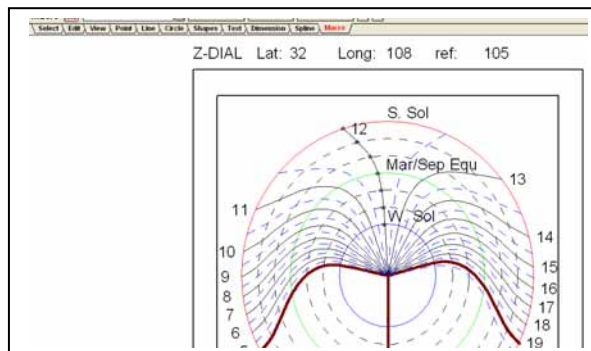 Select Edit View Point Line Circle Shapes Text Dimension Spline Macro
Z-DIAL Lat: 32 Long: 108 ref: 105
S. Sol
12
Mar/Sep Equ
13
W. Sol
11
14
10
15
9
16
8
17
7
18
6
19